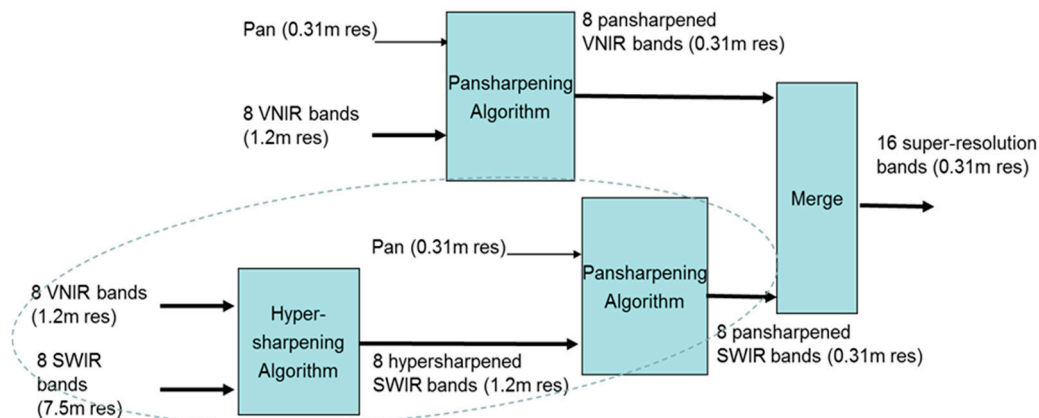 Pan (0.31m res)
8 VNIR bands
(1.2m res)
Pansharpening
Algorithm
8 pansharpened
VNIR bands (0.31m res)
Merge
16 super-resolution
bands (0.31m res)
Pan (0.31m res)
Pansharpening
Algorithm
8 VNIR bands
(1.2m res)
8 SWIR
bands
(7.5m res)
Hyper-
sharpening
Algorithm
8 hypersharpened
SWIR bands (1.2m res)
8 pansharpened
SWIR bands (0.31m res)